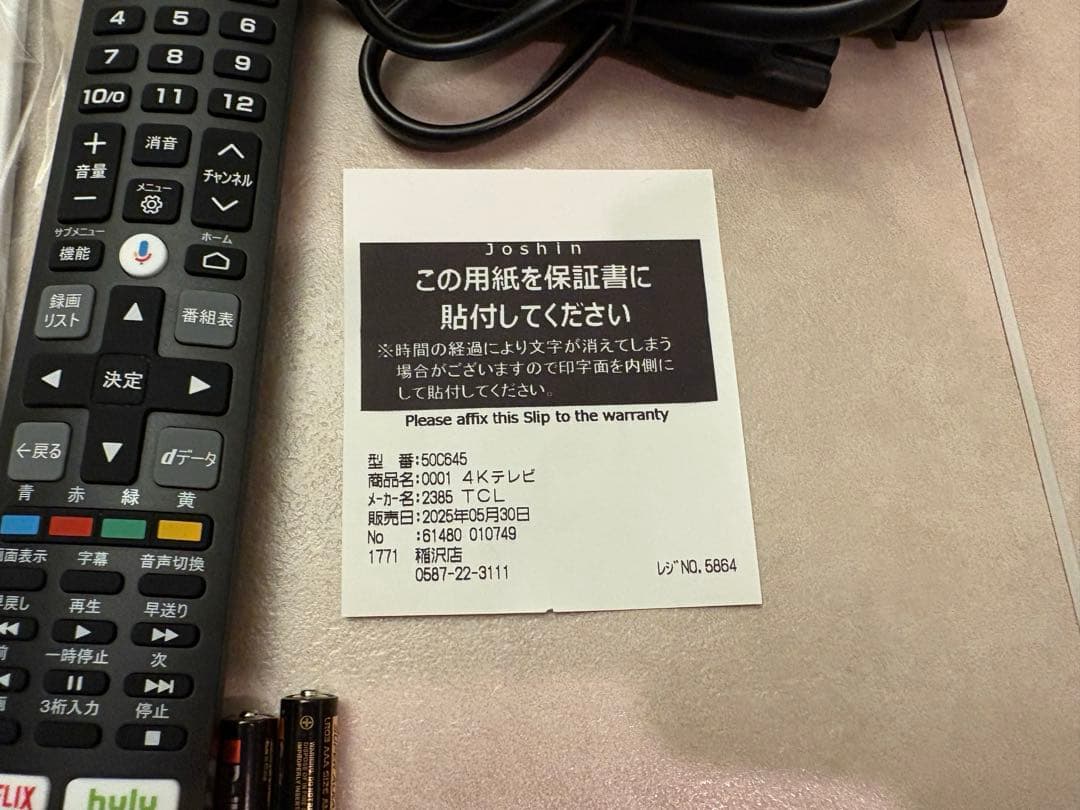 4 5 6
7 8 9
10/0 11 12
+ 消音
音量 チャンネル
− メニュー
サブメニュー ホーム
機能
録画
リスト
番組表
決定
←戻る
dデータ
青 赤 緑 黄
画面表示 字幕 音声切換
早戻し 再生 早送り
前 一時停止 次
3桁入力 停止
hulu
Joshin
この用紙を保証書に
貼付してください
※時間の経過により文字が消えてしまう
場合がございますので印字面を内側に
して貼付してください。
Please affix this Slip to the warranty
型 番:50C645
商品名:0001 4Kテレビ
ﾒｰｶｰ名:2385 TCL
販売日:2025年05月30日
No :61480 010749
1771 稲沢店
0587-22-3111
ﾚｼﾞNO.5864